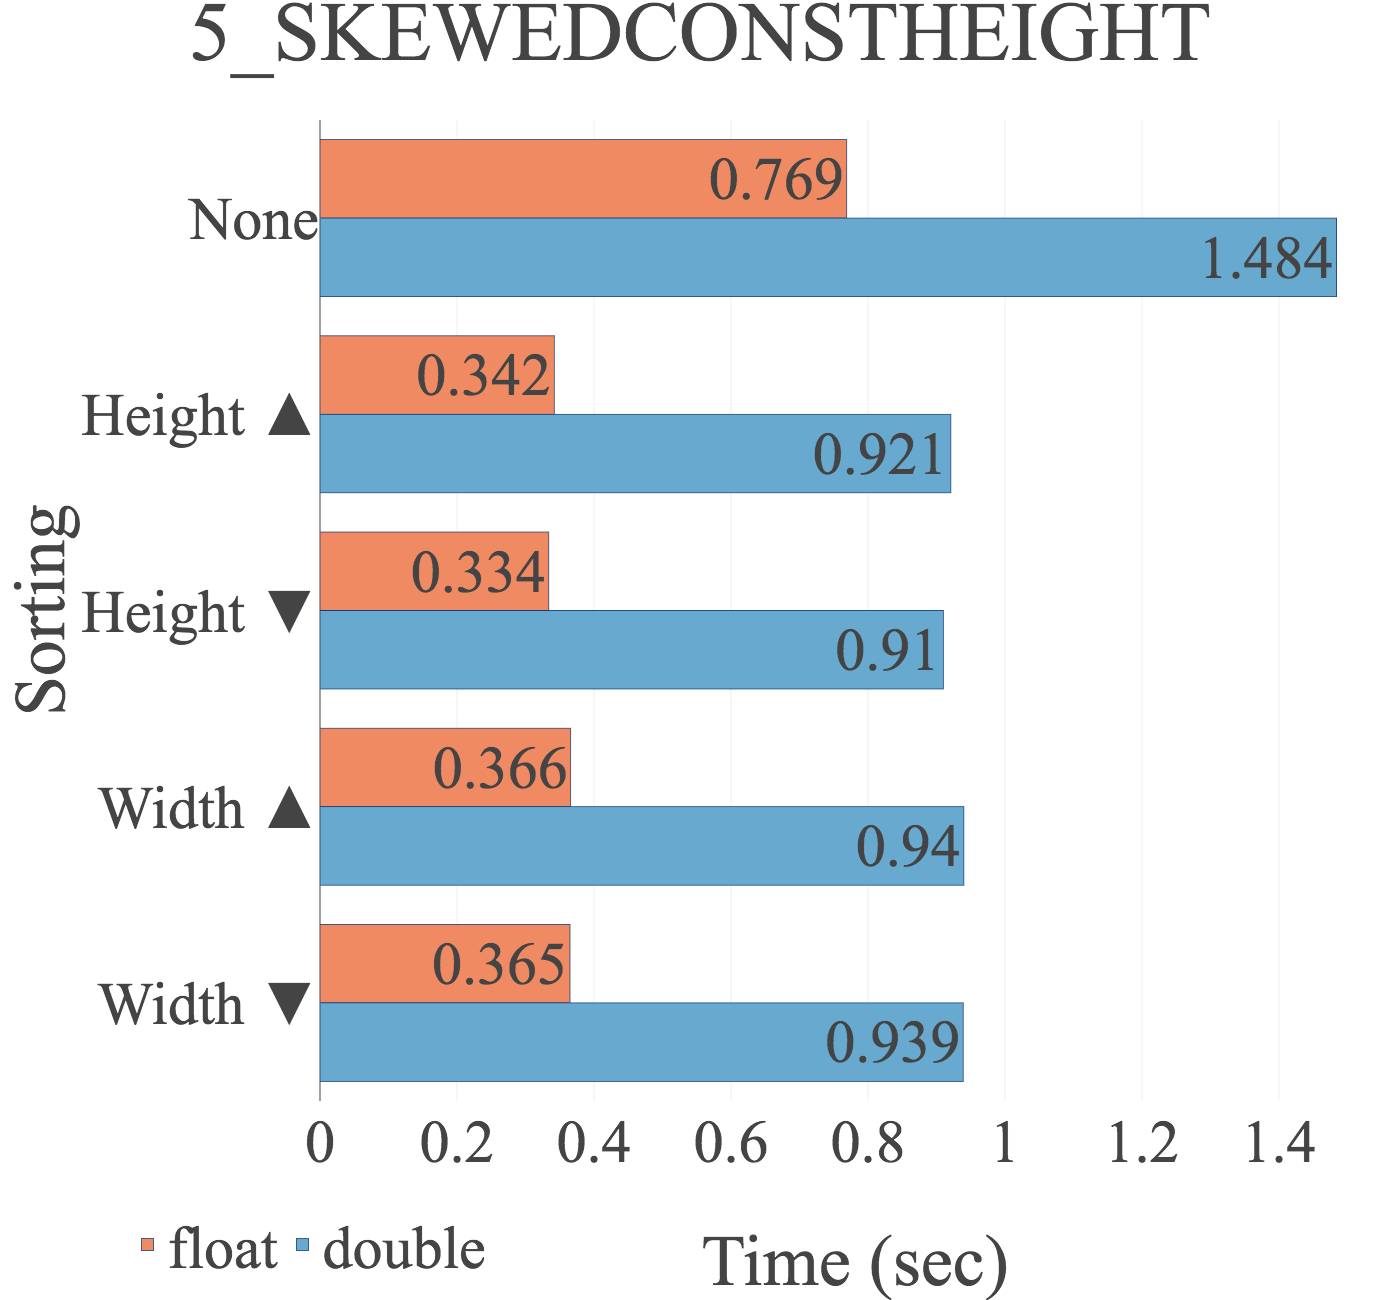 5_SKEWEDCONSTHEIGHT
None
0.769
1.484
Height ▲
0.342
0.921
Height ▼
0.334
0.91
Width ▲
0.366
0.94
Width ▼
0.365
0.939
Sorting
0 0.2 0.4 0.6 0.8 1 1.2 1.4
float double
Time (sec)